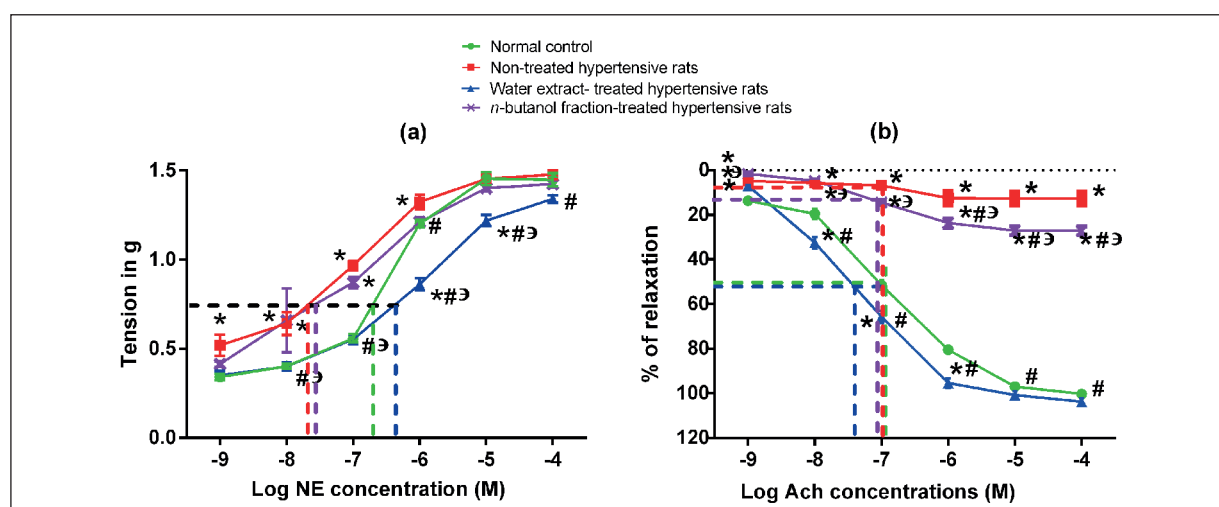 Normal control
Non-treated hypertensive rats
Water extract- treated hypertensive rats
n-butanol fraction-treated hypertensive rats
(a)
Tension in g
1.5
1.0
0.5
0.0
-9 -8 -7 -6 -5 -4
Log NE concentration (M)
* * * * * * # #϶ #϶ *#϶ *#϶ #
(b)
% of relaxation
0
20
40
60
80
100
120
-9 -8 -7 -6 -5 -4
Log Ach concentrations (M)
* * * * * *
*϶ *϶ *϶ *#϶ *#϶ *#϶
* *# * # *# # #